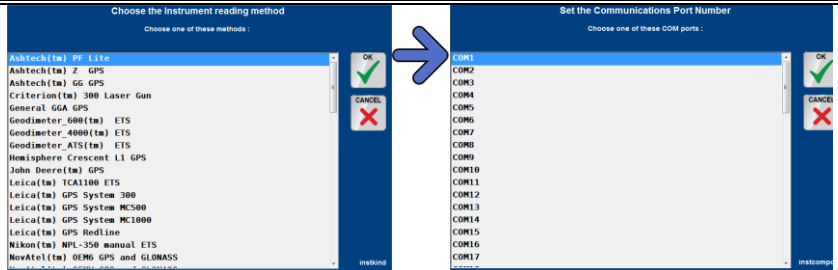 Choose the Instrument reading method
Choose one of these methods :
Ashtech(tm) PF Lite
Ashtech(tm) Z  GPS
Ashtech(tm) GG GPS
Criterion(tm) 300 Laser Gun
General GGA GPS
Geodimeter_600(tm)  ETS
Geodimeter_4000(tm) ETS
Geodimeter_ATS(tm)  ETS
Hemisphere Crescent L1 GPS
John Deere(tm) GPS
Leica(tm) TCA1100 ETS
Leica(tm) GPS System 300
Leica(tm) GPS System MC500
Leica(tm) GPS System MC1000
Leica(tm) GPS Redline
Nikon(tm) NPL-350 manual ETS
NovAtel(tm) OEM6 GPS and GLONASS
OK
CANCEL
instkind
Set the Communications Port Number
Choose one of these COM ports :
COM1
COM2
COM3
COM4
COM5
COM6
COM7
COM8
COM9
COM10
COM11
COM12
COM13
COM14
COM15
COM16
COM17
OK
CANCEL
instcompo